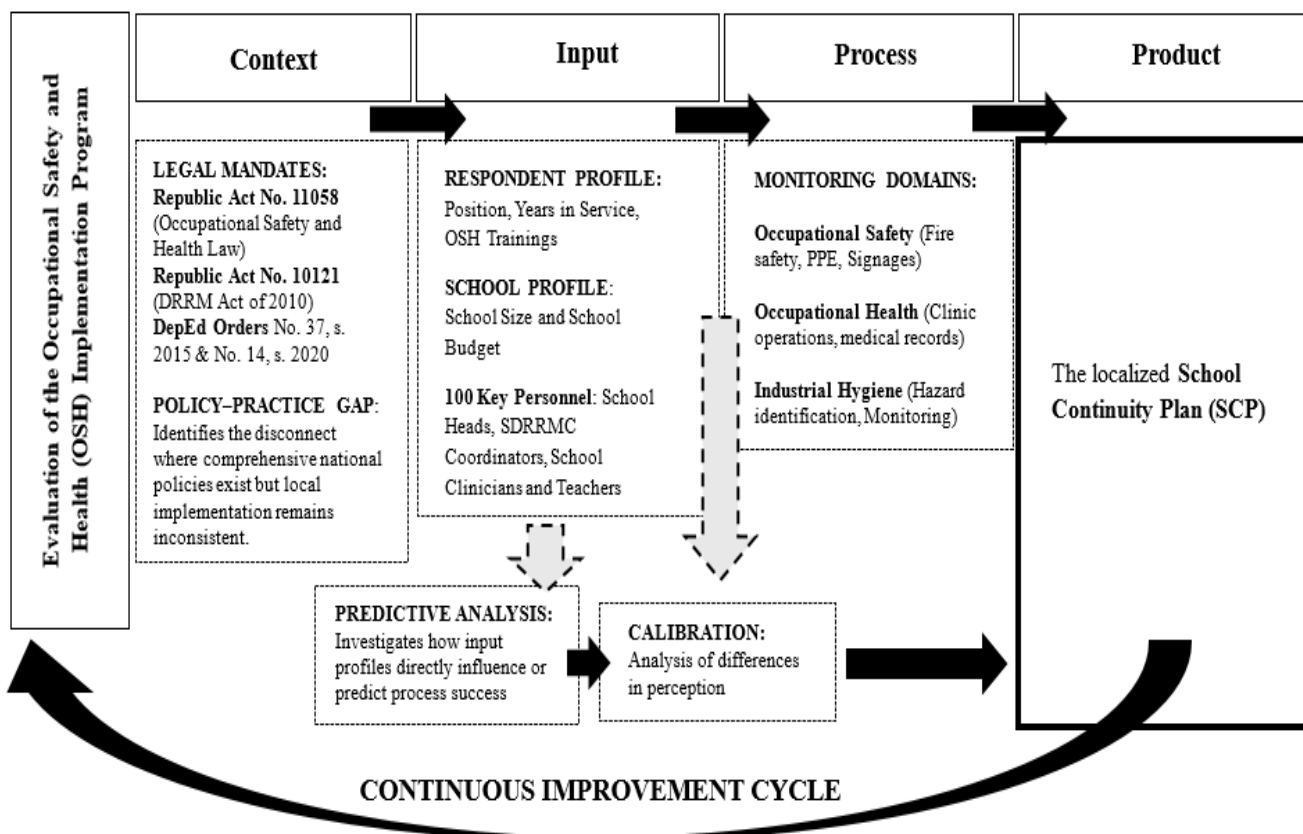 Evaluation of the Occupational Safety and
Health (OSH) Implementation Program
Context
Input
Process
Product
LEGAL MANDATES:
Republic Act No. 11058
(Occupational Safety and
Health Law)
Republic Act No. 10121
(DRRM Act of 2010)
DepEd Orders No. 37, s.
2015 & No. 14, s. 2020
POLICY–PRACTICE GAP:
Identifies the disconnect
where comprehensive national
policies exist but local
implementation remains
inconsistent.
RESPONDENT PROFILE:
Position, Years in Service,
OSH Trainings
SCHOOL PROFILE:
School Size and School
Budget
100 Key Personnel: School
Heads, SDRRMC
Coordinators, School
Clinicians and Teachers
MONITORING DOMAINS:
Occupational Safety (Fire
safety, PPE, Signages)
Occupational Health (Clinic
operations, medical records)
Industrial Hygiene (Hazard
identification, Monitoring)
The localized School
Continuity Plan (SCP)
PREDICTIVE ANALYSIS:
Investigates how input
profiles directly influence or
predict process success
CALIBRATION:
Analysis of differences
in perception
CONTINUOUS IMPROVEMENT CYCLE